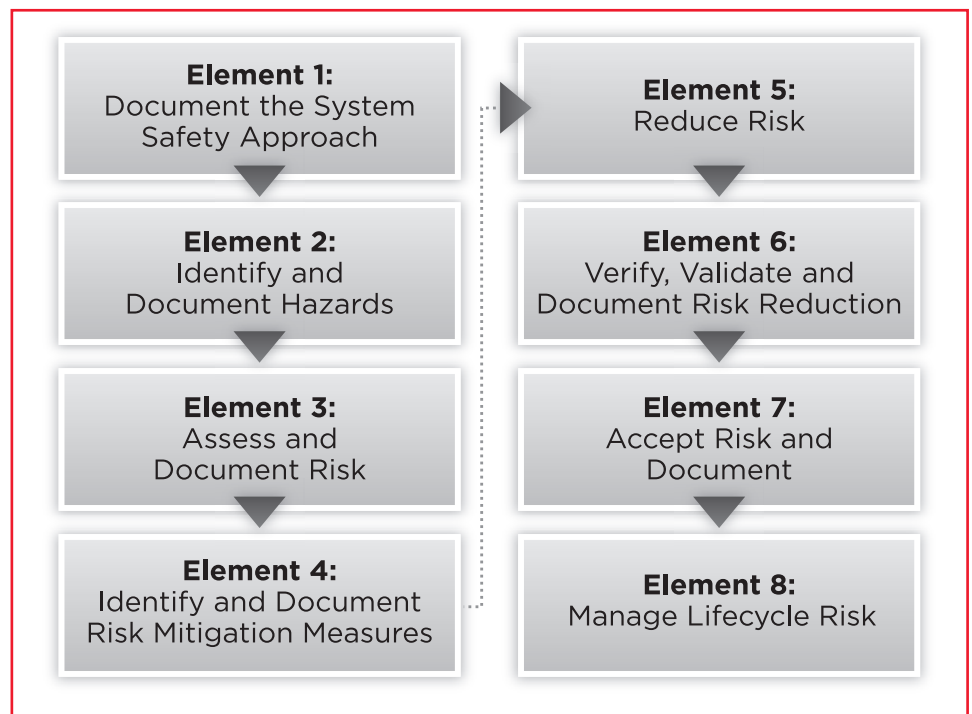 Element 1:
Document the System
Safety Approach
Element 2:
Identify and
Document Hazards
Element 3:
Assess and
Document Risk
Element 4:
Identify and Document
Risk Mitigation Measures
Element 5:
Reduce Risk
Element 6:
Verify, Validate and
Document Risk Reduction
Element 7:
Accept Risk and
Document
Element 8:
Manage Lifecycle Risk